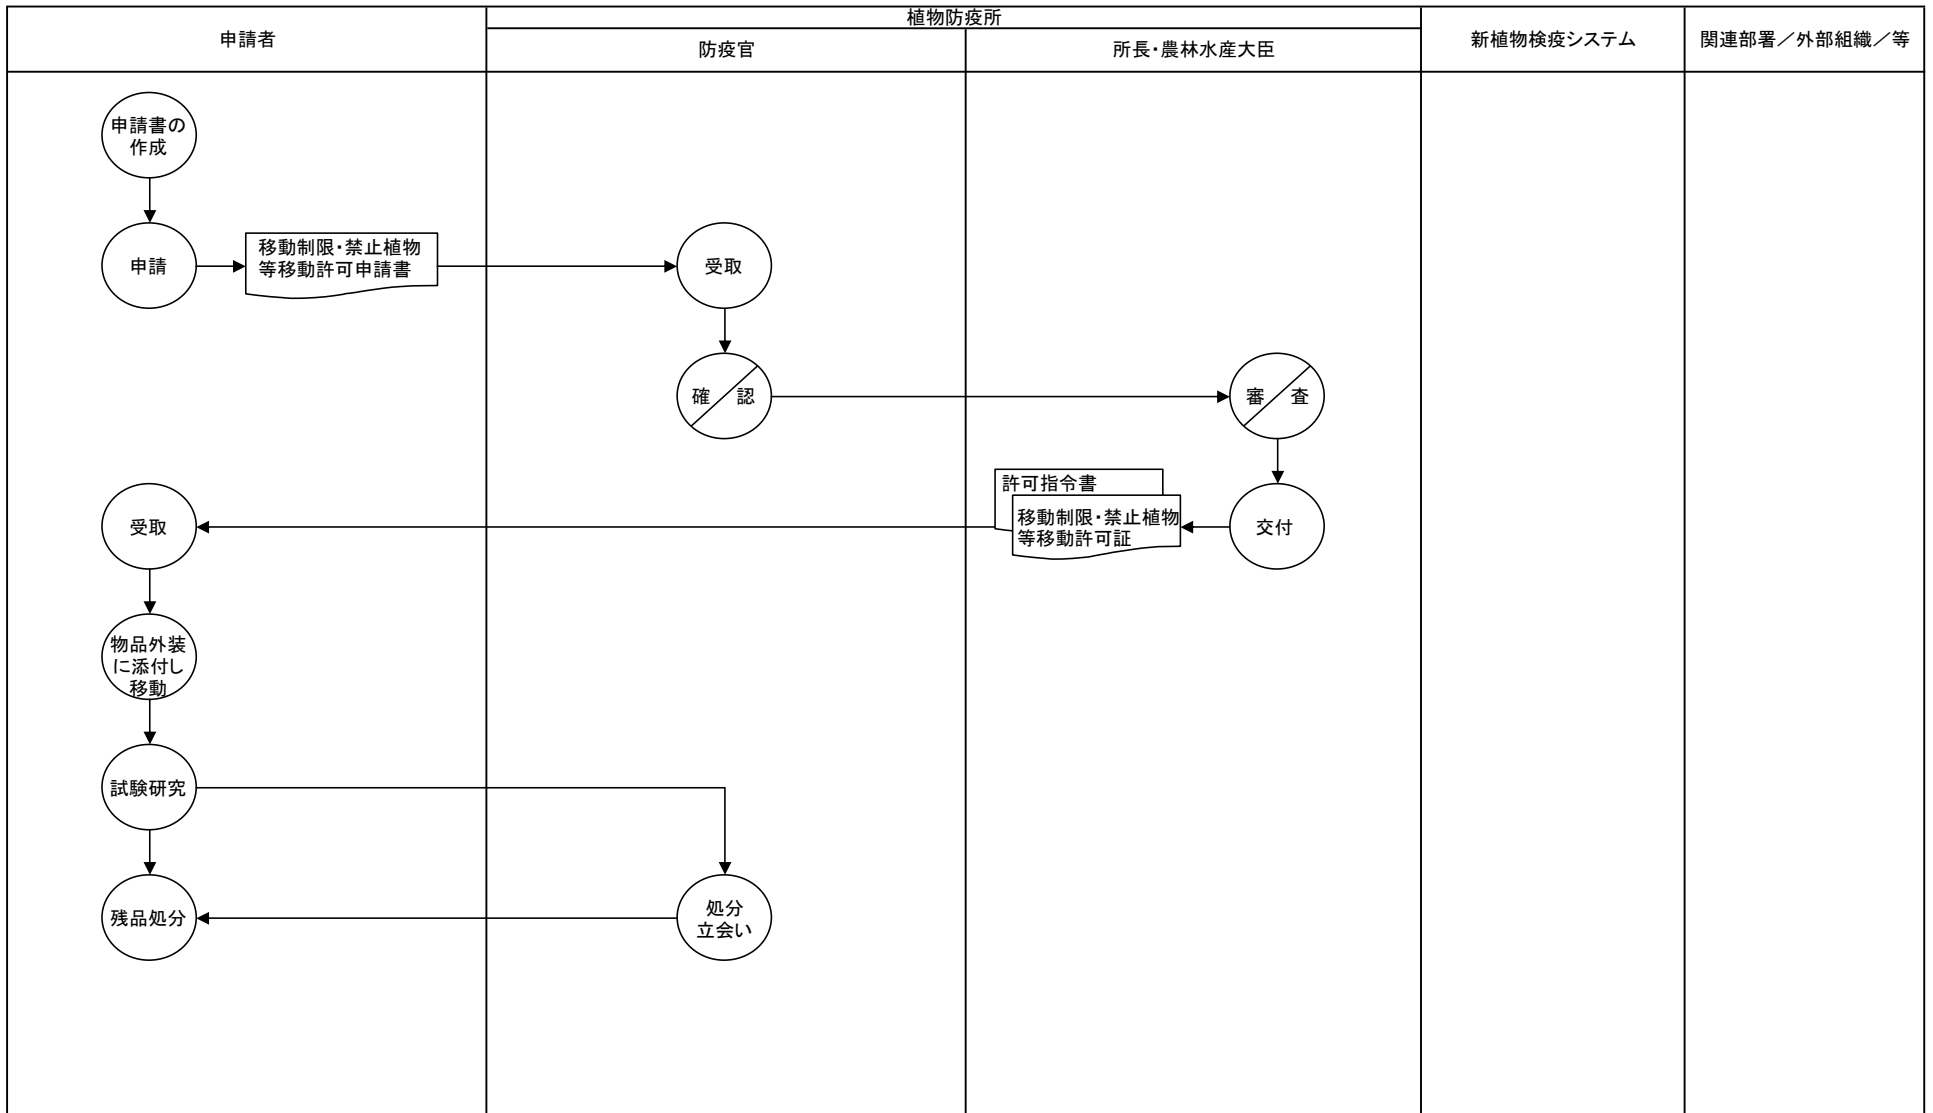 植物防疫所
申請者
防疫官
所長・農林水産大臣
新植物検疫システム
関連部署／外部組織／等
申請書の
作成
申請
移動制限・禁止植物
等移動許可申請書
受取
確認
審査
許可指令書
移動制限・禁止植物
等移動許可証
交付
受取
物品外装
に添付し
移動
試験研究
残品処分
処分
立会い